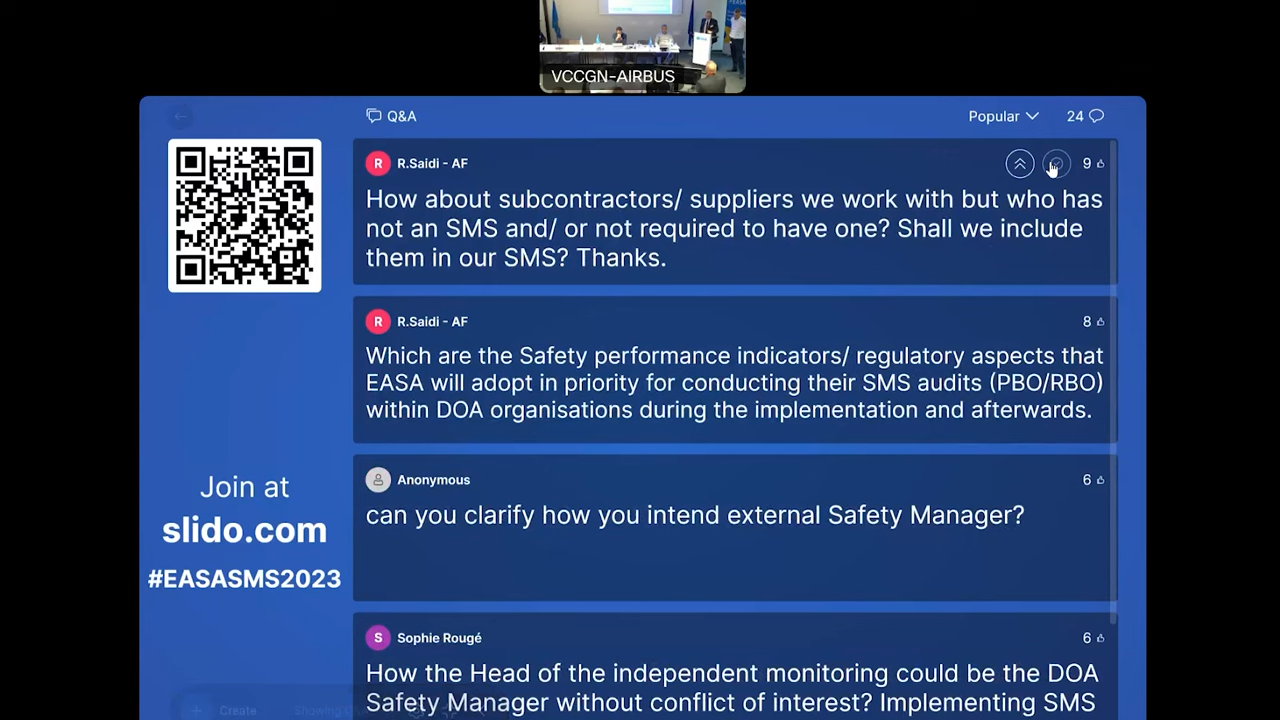 EASA
VCCGN-AIRBUS
Q&A
Popular
24
R
R.Saidi - AF
9
How about subcontractors/ suppliers we work with but who has
not an SMS and/ or not required to have one? Shall we include
them in our SMS? Thanks.
R
R.Saidi - AF
8
Which are the Safety performance indicators/ regulatory aspects that
EASA will adopt in priority for conducting their SMS audits (PBO/RBO)
within DOA organisations during the implementation and afterwards.
Anonymous
6
can you clarify how you intend external Safety Manager?
S
Sophie Rougé
6
How the Head of the independent monitoring could be the DOA
Safety Manager without conflict of interest? Implementing SMS
Join at
slido.com
#EASASMS2023
Create